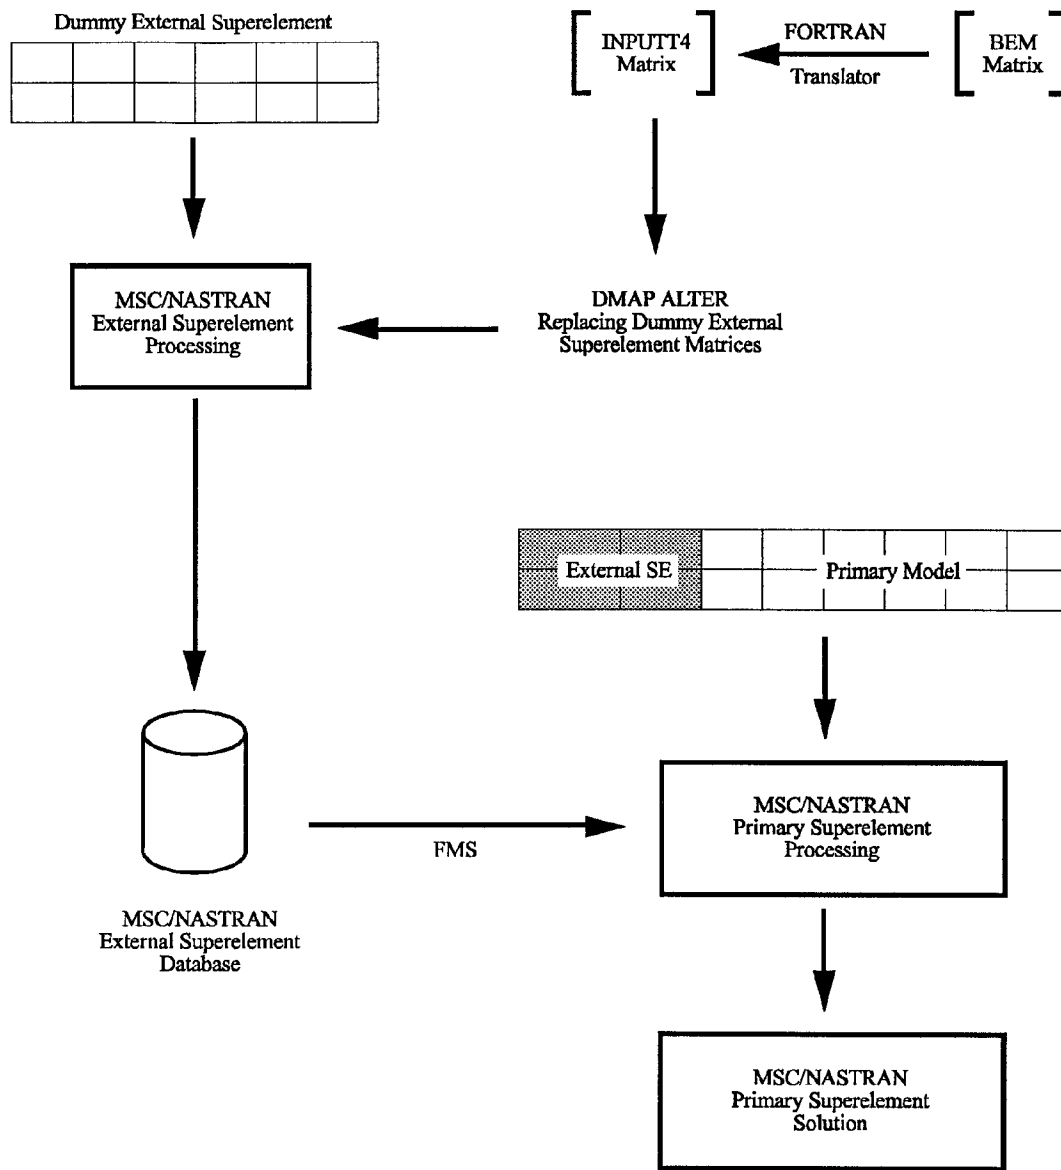 Dummy External Superelement
INPUTT4
Matrix
FORTRAN
Translator
BEM
Matrix
MSC/NASTRAN
External Superelement
Processing
DMAP ALTER
Replacing Dummy External
Superelement Matrices
External SE
Primary Model
MSC/NASTRAN
Primary Superelement
Processing
FMS
MSC/NASTRAN
External Superelement
Database
MSC/NASTRAN
Primary Superelement
Solution